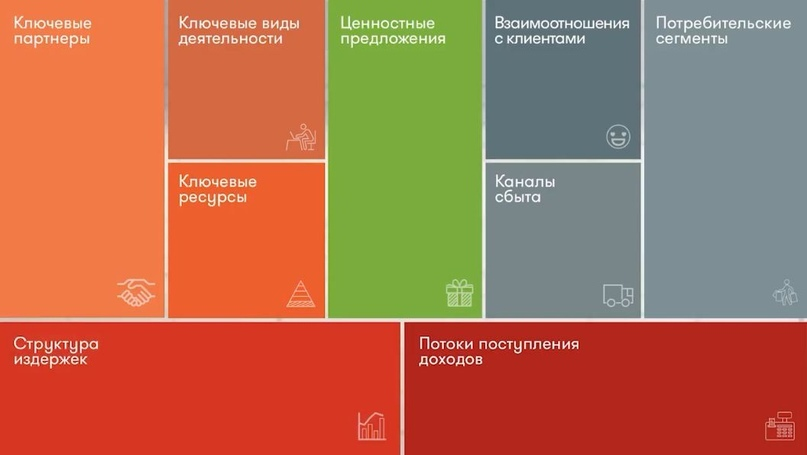 Ключевые
партнеры
Ключевые виды
деятельности
Ключевые
ресурсы
Ценностные
предложения
Взаимоотношения
с клиентами
Каналы
сбыта
Потребительские
сегменты
Структура
издержек
Потоки поступления
доходов